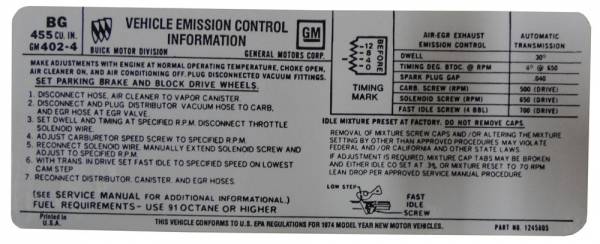 BG
455 CU. IN.
GM 402-4
BUICK MOTOR DIVISION
VEHICLE EMISSION CONTROL
INFORMATION
GM
GENERAL MOTORS CORP.
MAKE ADJUSTMENTS WITH ENGINE AT NORMAL OPERATING TEMPERATURE, CHOKE OPEN,
AIR CLEANER ON, AND AIR CONDITIONING OFF. PLUG DISCONNECTED VACUUM FITTINGS.
SET PARKING BRAKE AND BLOCK DRIVE WHEELS.
1. DISCONNECT HOSE, AIR CLEANER TO VAPOR CANISTER
2. DISCONNECT AND PLUG DISTRIBUTOR VACUUM HOSE TO CARB,
AND EGR HOSE AT EGR VALVE.
3. SET DWELL AND TIMING AT SPECIFIED R.P.M. DISCONNECT THROTTLE
SOLENOID WIRE.
4. ADJUST CARBURETOR SPEED SCREW TO SPECIFIED R.P.M.
5. RECONNECT SOLENOID WIRE. MANUALLY EXTEND SOLENOID SCREW AND
ADJUST TO SPECIFIED R.P.M.
6. WITH TRANS. IN DRIVE SET FAST IDLE TO SPECIFIED SPEED ON LOWEST
CAM STEP
7. RECONNECT DISTRIBUTOR, CANISTER, AND EGR HOSES.
(SEE SERVICE MANUAL FOR ADDITIONAL INFORMATION.)
FUEL REQUIREMENTS - USE 91 OCTANE OR HIGHER
BEFORE
12
8
4
0
TIMING
MARK
AIR-EGR EXHAUST
EMISSION CONTROL
AUTOMATIC
TRANSMISSION
DWELL 30°
TIMING DEG. BTDC @ RPM 4° @ 650
SPARK PLUG GAP .040
CARB. SCREW (RPM) 500 (DRIVE)
SOLENOID SCREW (RPM) 650 (DRIVE)
FAST IDLE SCREW (4 BBL) 700 (DRIVE)
IDLE MIXTURE PRESET AT FACTORY. DO NOT REMOVE CAPS.
REMOVAL OF MIXTURE SCREW CAPS AND/OR ALTERING THE MIXTURE
SETTING BY OTHER THAN APPROVED PROCEDURES MAY VIOLATE
FEDERAL AND/OR CALIFORNIA AND OTHER STATE LAWS.
IF ADJUSTMENT IS REQUIRED, MIXTURE CAP TABS MAY BE BROKEN
AND EITHER IDLE CO SET AT .3% OR MIXTURE RESET TO 70 RPM
LEAN DROP PER APPROVED SERVICE MANUAL PROCEDURE.
LOW STEP
FAST
IDLE
SCREW
Printed in
U.S.A.
THIS VEHICLE CONFORMS TO U.S. EPA REGULATIONS FOR 1974 MODEL YEAR NEW MOTOR VEHICLES.
PART NO. 1245805